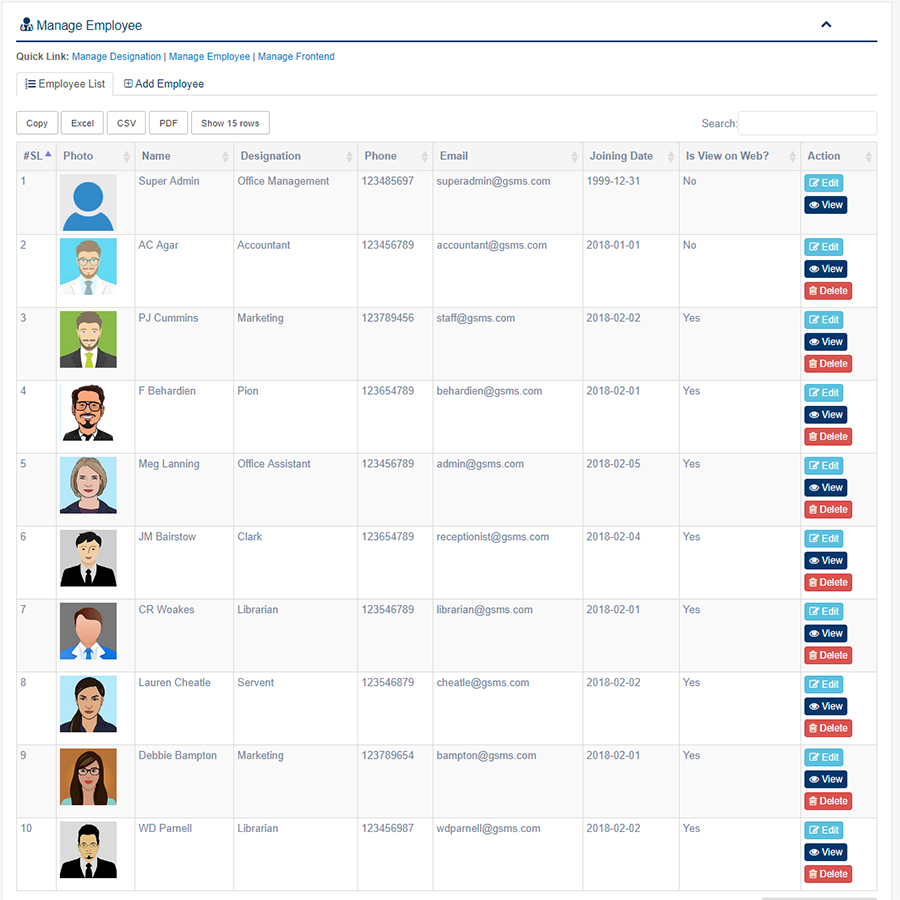 Manage Employee
Quick Link: Manage Designation | Manage Employee | Manage Frontend
Employee List Add Employee
Copy Excel CSV PDF Show 15 rows Search:
#SL Photo Name Designation Phone Email Joining Date Is View on Web? Action
1 Super Admin Office Management 123485697 superadmin@gsms.com 1999-12-31 No Edit
View
2 AC Agar Accountant 123456789 accountant@gsms.com 2018-01-01 No Edit
View
Delete
3 PJ Cummins Marketing 123789456 staff@gsms.com 2018-02-02 Yes Edit
View
Delete
4 F Behardien Pion 123654789 behardien@gsms.com 2018-02-01 Yes Edit
View
Delete
5 Meg Lanning Office Assistant 123456789 admin@gsms.com 2018-02-05 Yes Edit
View
Delete
6 JM Bairstow Clark 123654789 receptionist@gsms.com 2018-02-04 Yes Edit
View
Delete
7 CR Woakes Librarian 123546789 librarian@gsms.com 2018-02-01 Yes Edit
View
Delete
8 Lauren Cheatle Servent 123546879 cheatle@gsms.com 2018-02-02 Yes Edit
View
Delete
9 Debbie Bampton Marketing 123789654 bampton@gsms.com 2018-02-01 Yes Edit
View
Delete
10 WD Parnell Librarian 123456987 wdparnell@gsms.com 2018-02-02 Yes Edit
View
Delete